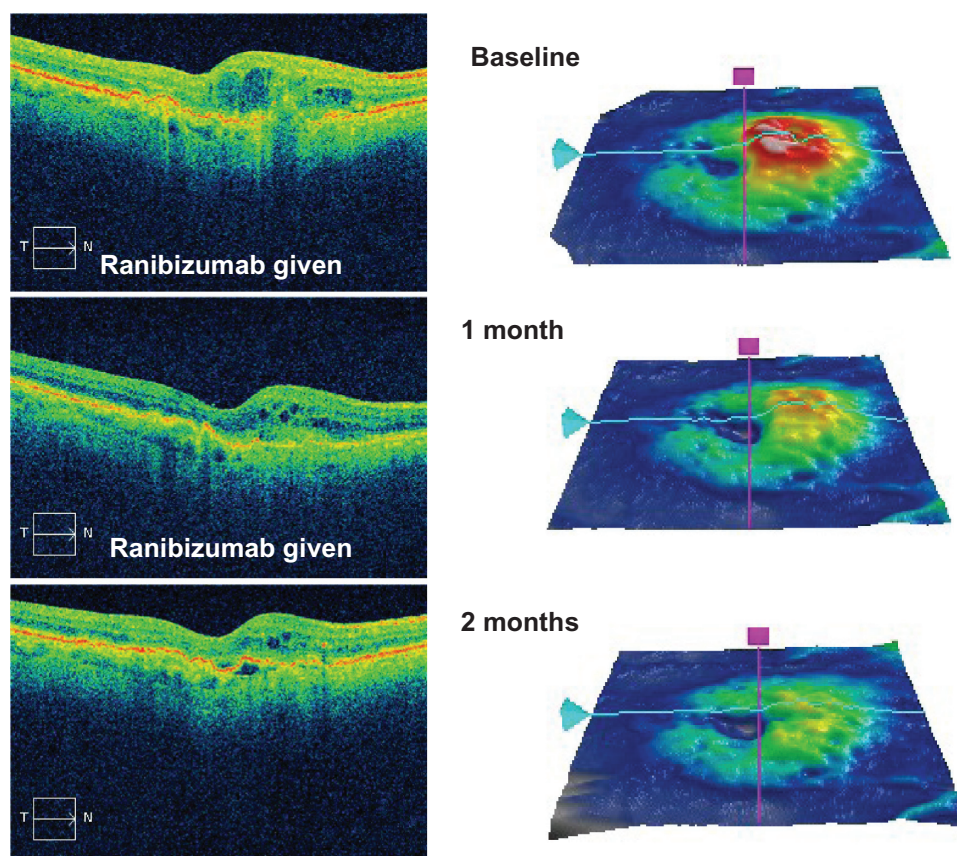 Baseline
T N
Ranibizumab given
1 month
T N
Ranibizumab given
2 months
T N